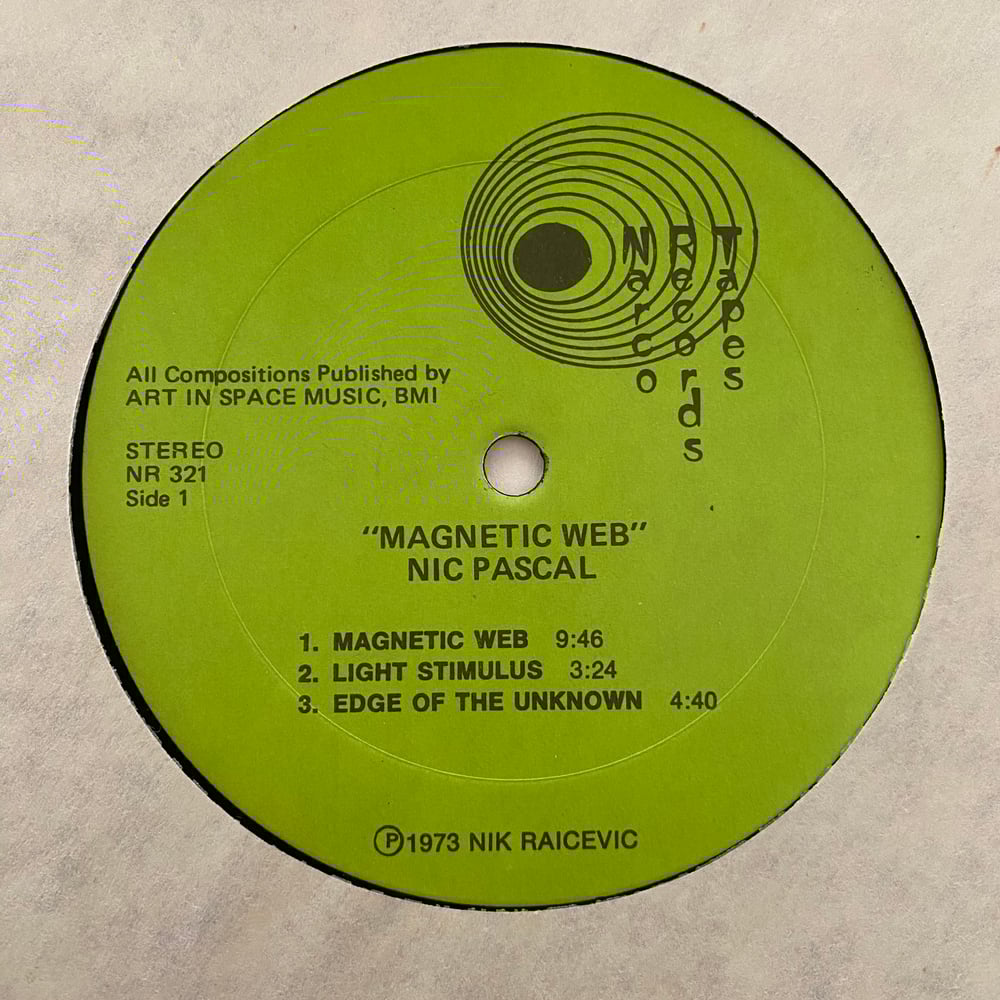 Narco
Records
Tapes
All Compositions Published by
ART IN SPACE MUSIC, BMI
STEREO
NR 321
Side 1
"MAGNETIC WEB"
NIC PASCAL
1. MAGNETIC WEB 9:46
2. LIGHT STIMULUS 3:24
3. EDGE OF THE UNKNOWN 4:40
Ⓟ1973 NIK RAICEVIC